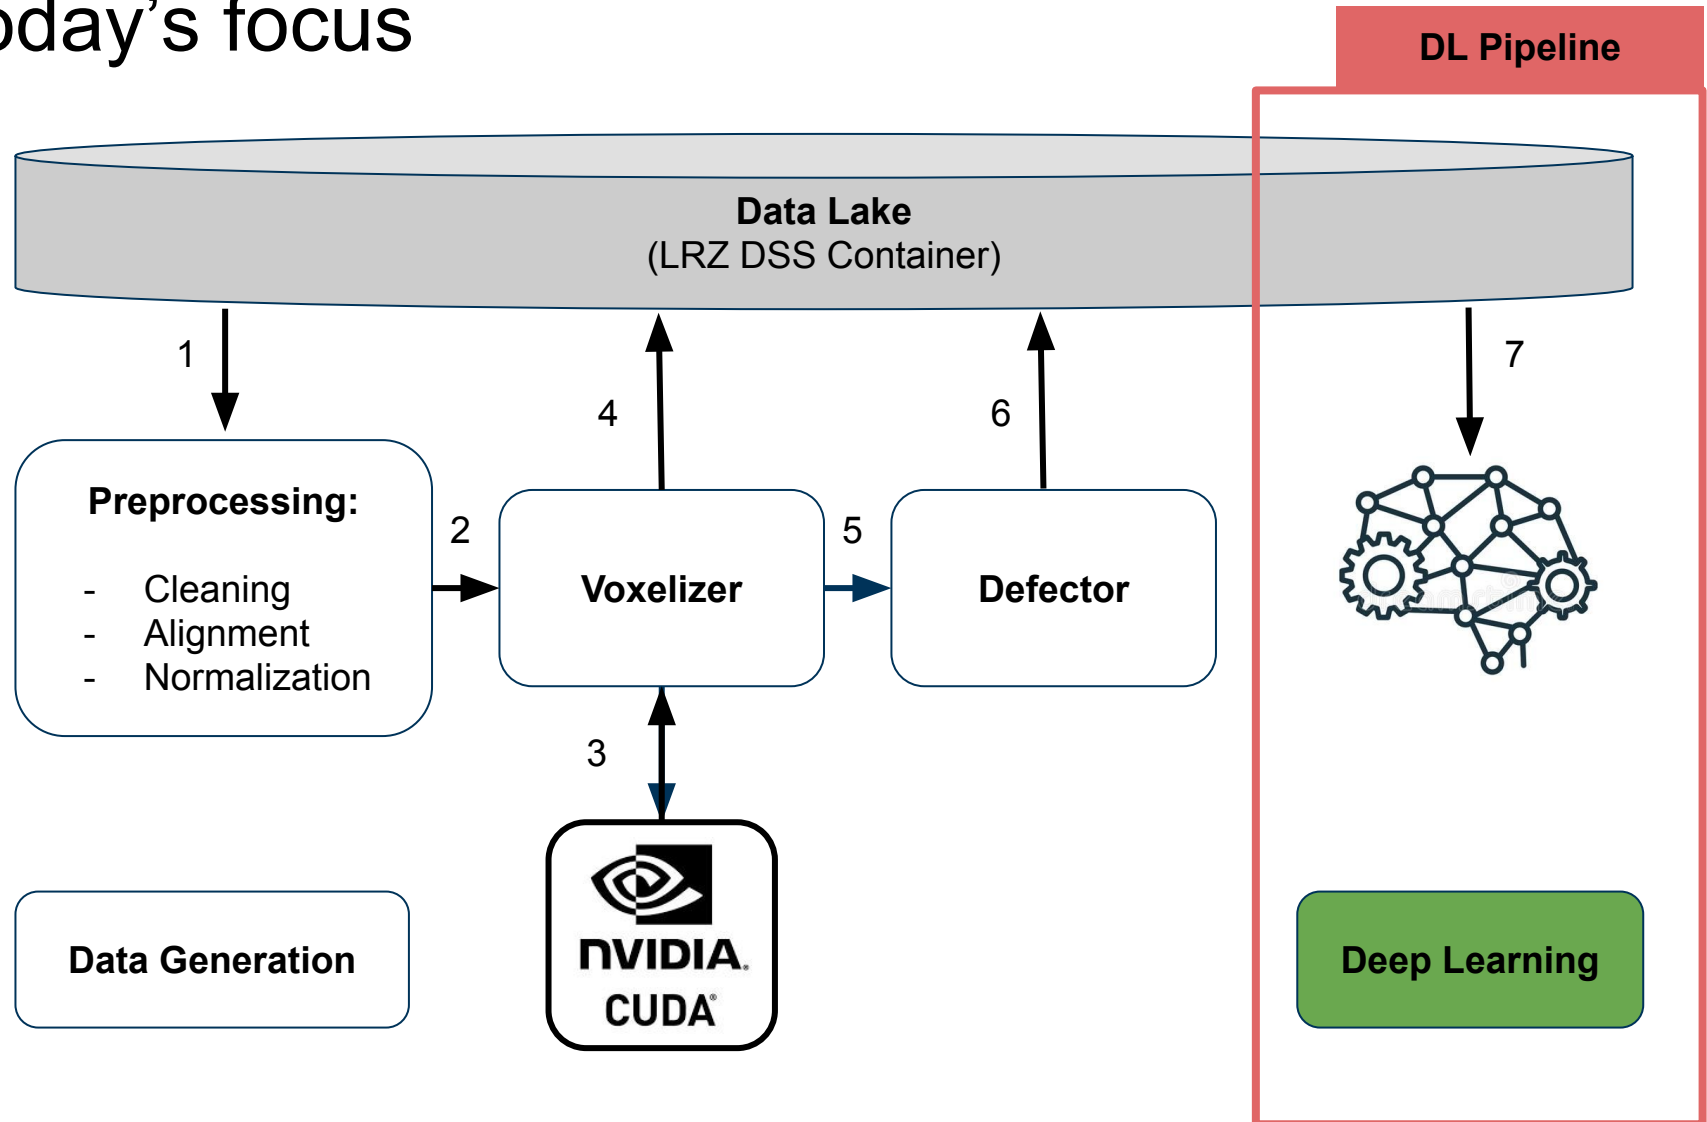 oday's focus
DL Pipeline
Data Lake
(LRZ DSS Container)
1
4
6
7
Preprocessing:
- Cleaning
- Alignment
- Normalization
2
Voxelizer
5
Defector
3
NVIDIA.
CUDA®
Data Generation
Deep Learning